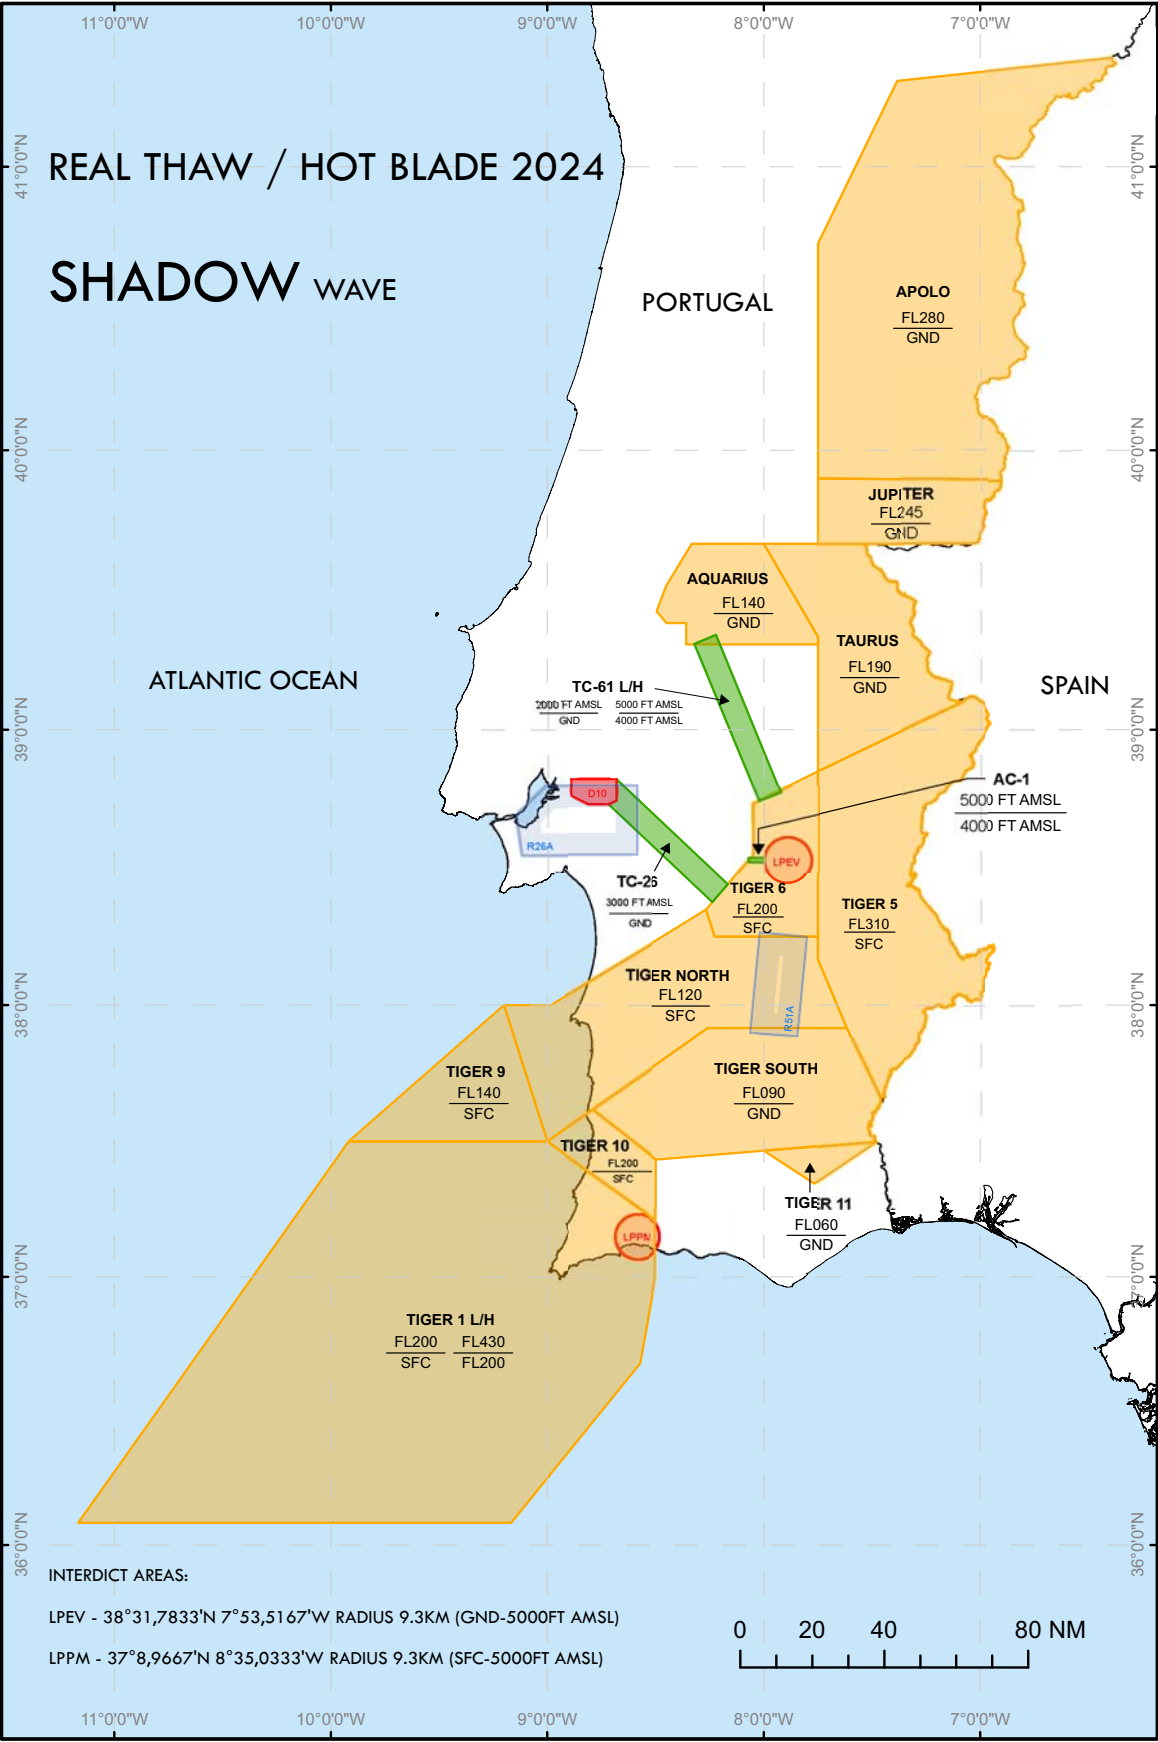 11°0'0"W 10°0'0"W 9°0'0"W 8°0'0"W 7°0'0"W
41°0'0"N
41°0'0"N
REAL THAW / HOT BLADE 2024
SHADOW WAVE
PORTUGAL
APOLO
FL280
GND
40°0'0"N
40°0'0"N
JUPITER
FL245
GND
AQUARIUS
FL140
GND
TAURUS
FL190
GND
ATLANTIC OCEAN
SPAIN
TC-61 L/H
2000 FT AMSL 5000 FT AMSL
GND 4000 FT AMSL
39°0'0"N
39°0'0"N
AC-1
5000 FT AMSL
4000 FT AMSL
D10
R26A
LPEV
TC-26
3000 FT AMSL
GND
TIGER 6
FL200
SFC
TIGER 5
FL310
SFC
TIGER NORTH
FL120
SFC
R51A
38°0'0"N
38°0'0"N
TIGER 9
FL140
SFC
TIGER SOUTH
FL090
GND
TIGER 10
FL200
SFC
TIGER 11
FL060
GND
LPPM
37°0'0"N
37°0'0"N
TIGER 1 L/H
FL200 FL430
SFC FL200
36°0'0"N
36°0'0"N
INTERDICT AREAS:
LPEV - 38°31,7833'N 7°53,5167'W RADIUS 9.3KM (GND-5000FT AMSL)
LPPM - 37°8,9667'N 8°35,0333'W RADIUS 9.3KM (SFC-5000FT AMSL)
0 20 40 80 NM
11°0'0"W 10°0'0"W 9°0'0"W 8°0'0"W 7°0'0"W